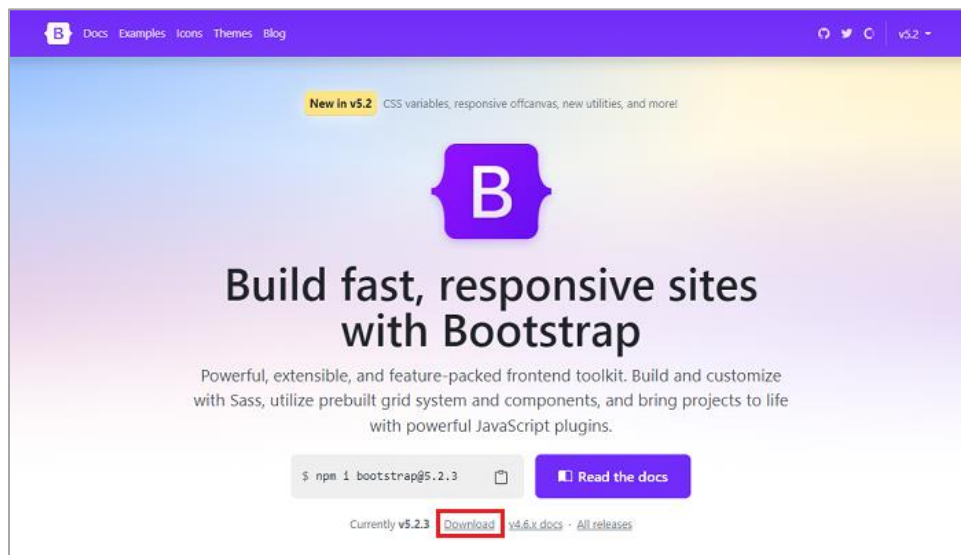 B Docs Examples Icons Themes Blog v5.2
New in v5.2 CSS variables, responsive offcanvas, new utilities, and more!
B
Build fast, responsive sites
with Bootstrap
Powerful, extensible, and feature-packed frontend toolkit. Build and customize
with Sass, utilize prebuilt grid system and components, and bring projects to life
with powerful JavaScript plugins.
$ npm i bootstrap@5.2.3 Read the docs
Currently v5.2.3 Download v4.6.x docs · All releases